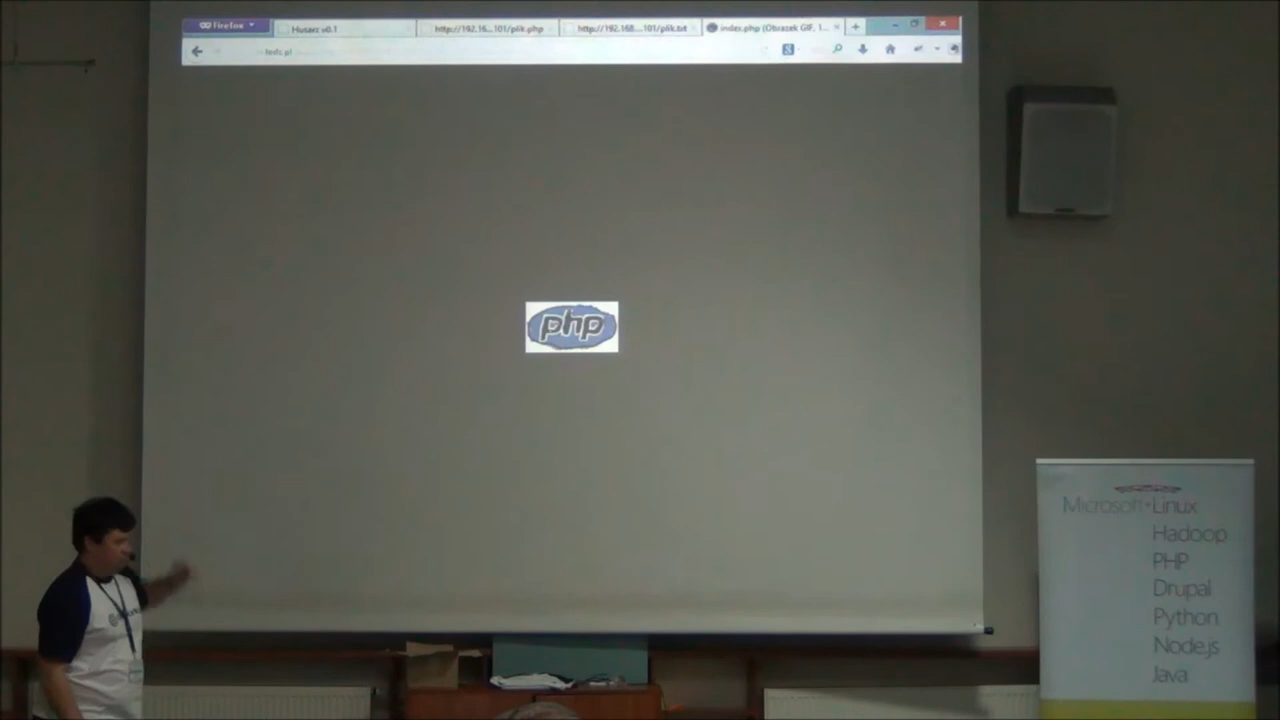 Firefox
Husarz v0.1
http://192.16...101/plik.php
http://192.168....101/plik.txt
index.php (Obrazek GIF, 1...
php
Microsoft+Linux
Hadoop
PHP
Drupal
Python
Node.js
Java